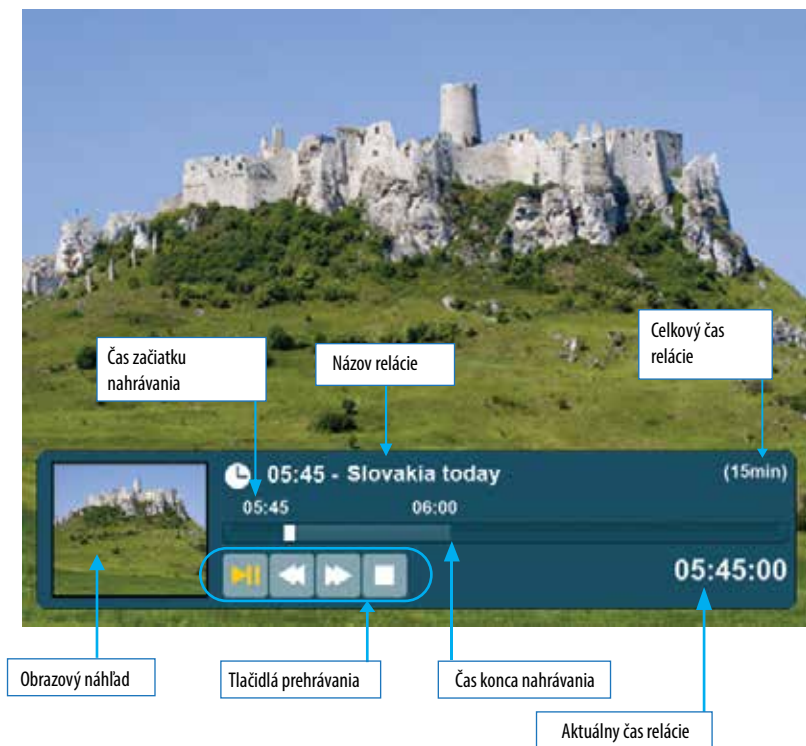 Celkový čas
relácie
Čas začiatku
nahrávania
Názov relácie
05:45 - Slovakia today
(15min)
05:45 06:00
05:45:00
Obrazový náhľad
Tlačidlá prehrávania
Čas konca nahrávania
Aktuálny čas relácie